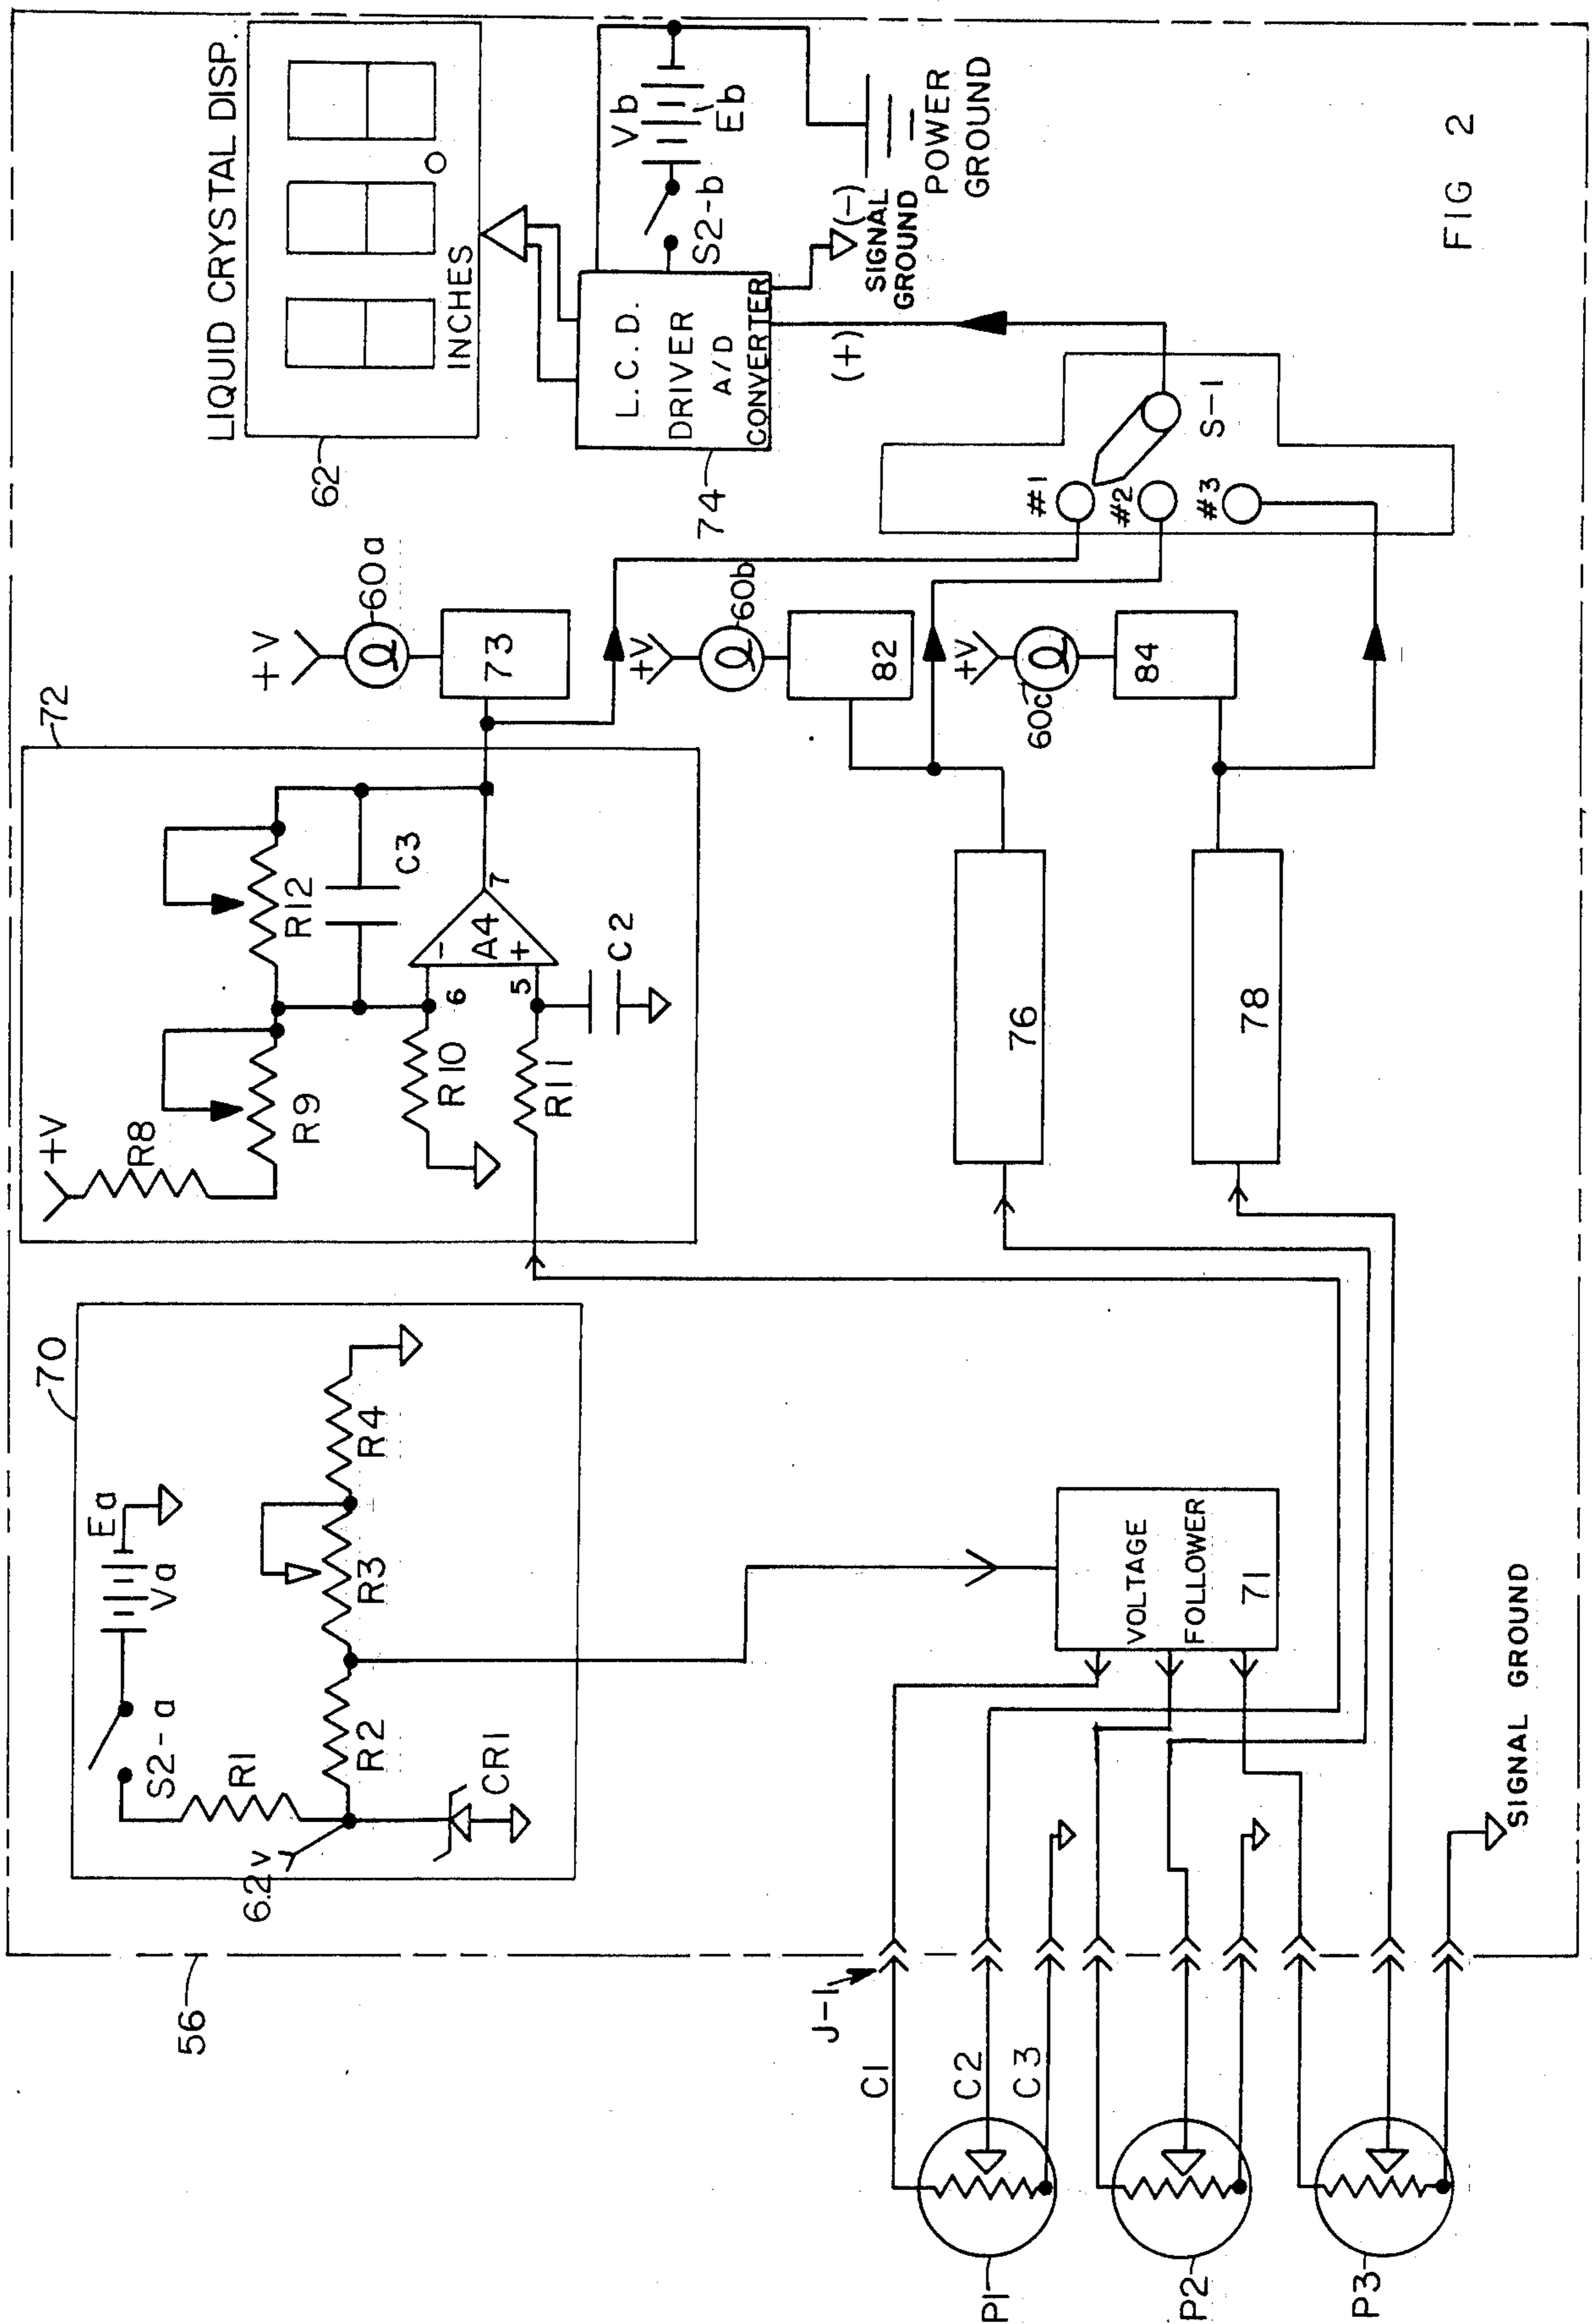 LIQUID CRYSTAL DISP.
INCHES
62
L.C.D.
DRIVER
A/D
CONVERTER
74
Vb
Eb
S2-b
(-)
SIGNAL
GROUND
POWER
GROUND
(+)
FIG 2
72
+V
R8
R9
R12
C3
R10
R11
6
5
-
A4
+
7
C2
+V
60a
73
+V
60b
82
+V
60c
84
76
78
#1
#2
#3
S-1
70
Ea
Va
S2-a
R1
6.2v
R2
R3
R4
CR1
VOLTAGE
FOLLOWER
71
56
J-1
C1
C2
C3
P1
P2
P3
SIGNAL GROUND